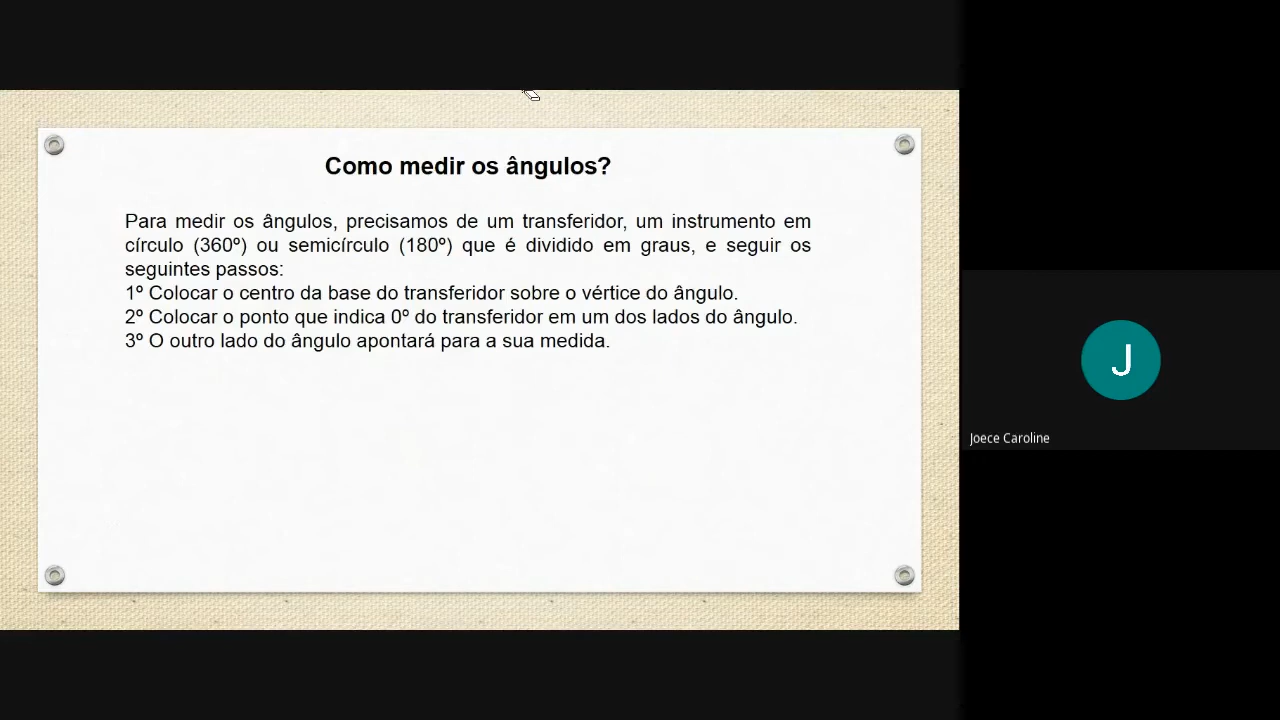 Como medir os ângulos?
Para medir os ângulos, precisamos de um transferidor, um instrumento em
círculo (360º) ou semicírculo (180º) que é dividido em graus, e seguir os
seguintes passos:
1º Colocar o centro da base do transferidor sobre o vértice do ângulo.
2º Colocar o ponto que indica 0º do transferidor em um dos lados do ângulo.
3º O outro lado do ângulo apontará para a sua medida.
J
Joece Caroline